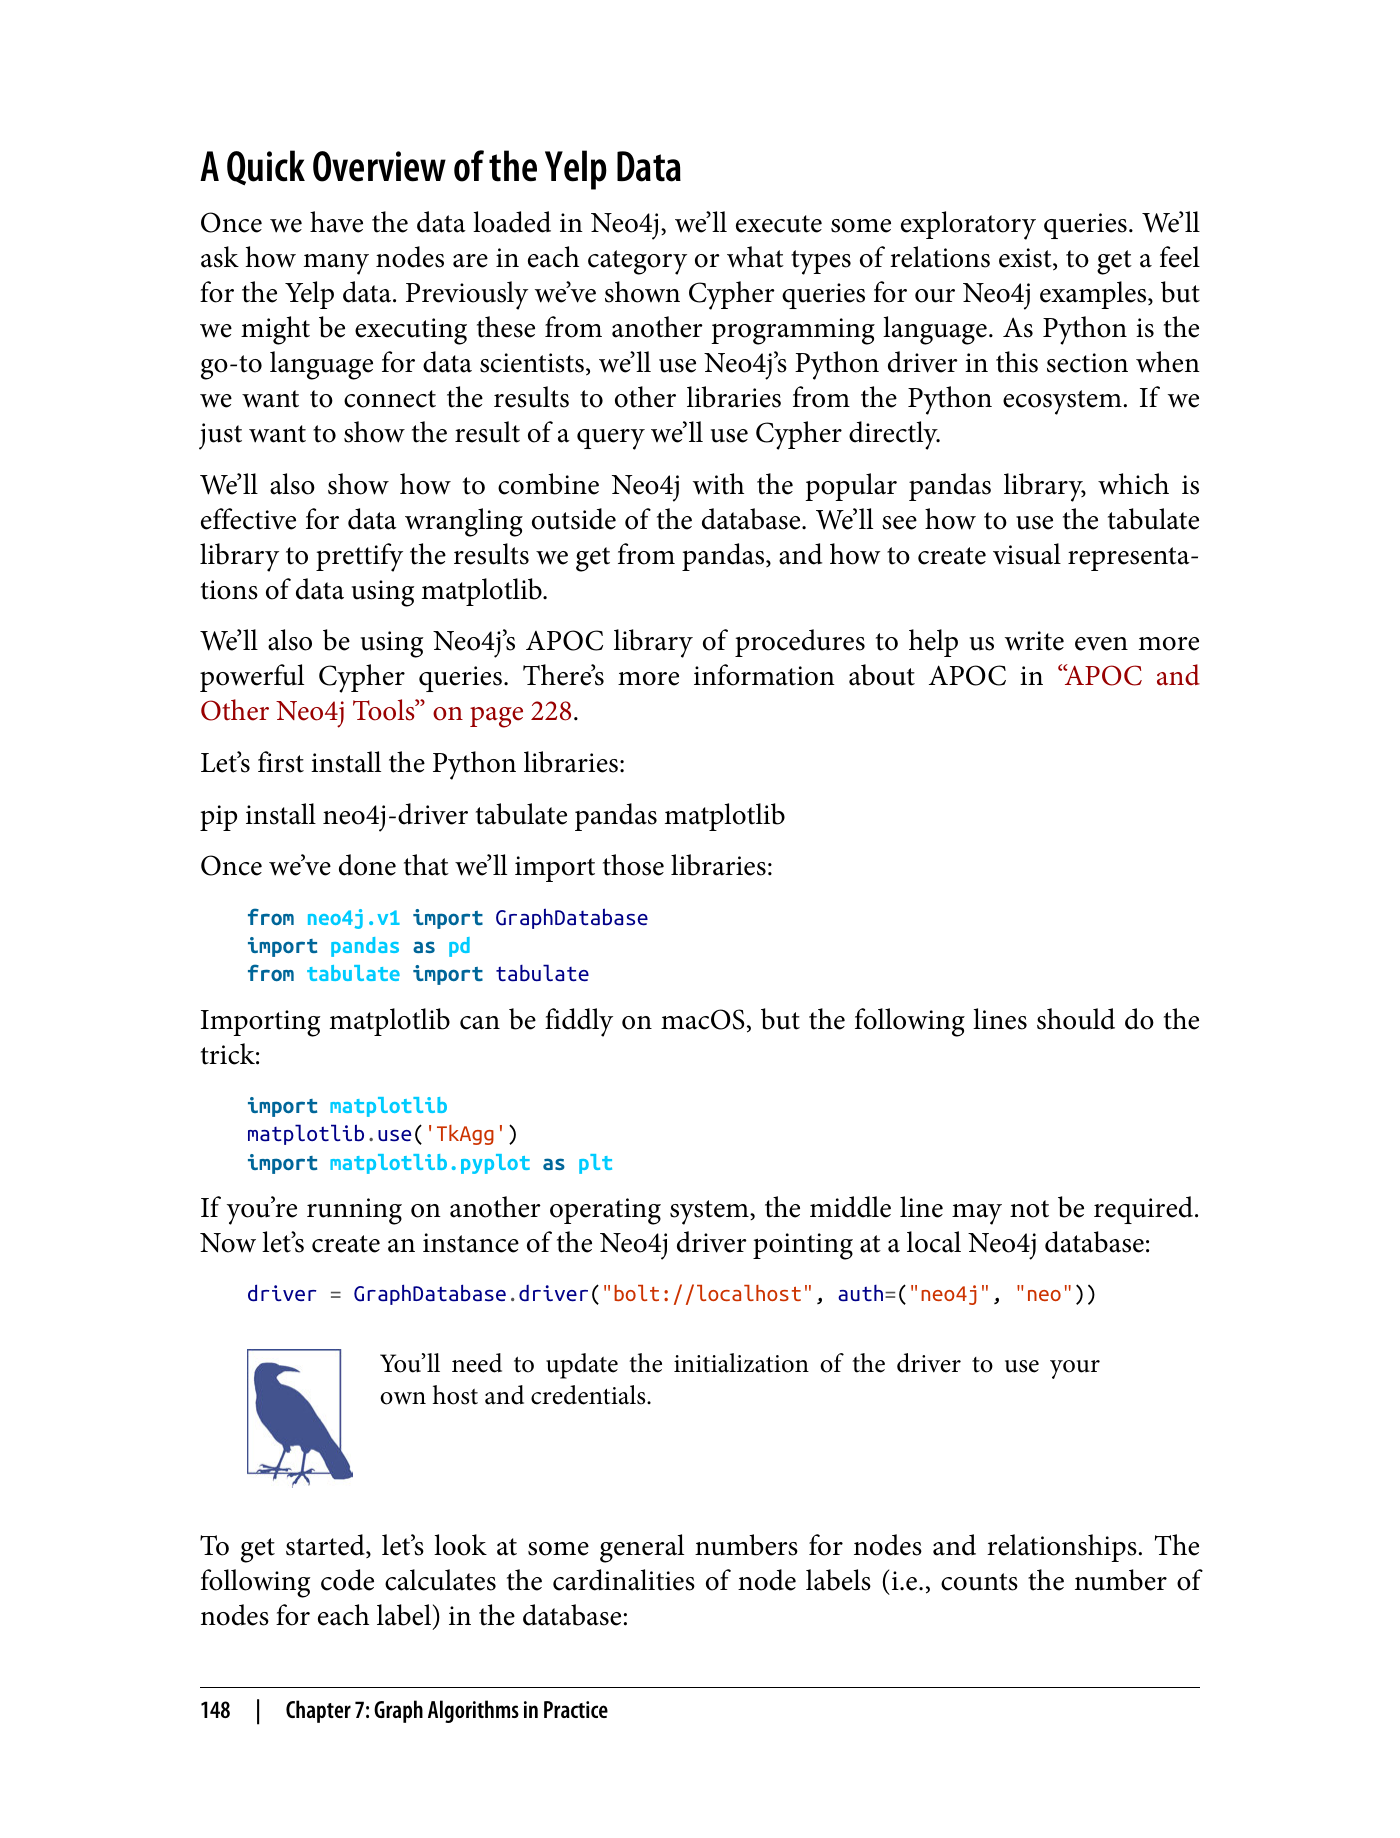 A Quick Overview of the Yelp Data
Once we have the data loaded in Neo4j, we’ll execute some exploratory queries. We’ll
ask how many nodes are in each category or what types of relations exist, to get a feel
for the Yelp data. Previously we’ve shown Cypher queries for our Neo4j examples, but
we might be executing these from another programming language. As Python is the
go-to language for data scientists, we’ll use Neo4j’s Python driver in this section when
we want to connect the results to other libraries from the Python ecosystem. If we
just want to show the result of a query we’ll use Cypher directly.
We’ll also show how to combine Neo4j with the popular pandas library, which is
effective for data wrangling outside of the database. We’ll see how to use the tabulate
library to prettify the results we get from pandas, and how to create visual representa-
tions of data using matplotlib.
We’ll also be using Neo4j’s APOC library of procedures to help us write even more
powerful Cypher queries. There’s more information about APOC in “APOC and
Other Neo4j Tools” on page 228.
Let’s first install the Python libraries:
pip install neo4j-driver tabulate pandas matplotlib
Once we’ve done that we’ll import those libraries:
from neo4j.v1 import GraphDatabase
import pandas as pd
from tabulate import tabulate
Importing matplotlib can be fiddly on macOS, but the following lines should do the
trick:
import matplotlib
matplotlib.use('TkAgg')
import matplotlib.pyplot as plt
If you’re running on another operating system, the middle line may not be required.
Now let’s create an instance of the Neo4j driver pointing at a local Neo4j database:
driver = GraphDatabase.driver("bolt://localhost", auth=("neo4j", "neo"))
You’ll need to update the initialization of the driver to use your
own host and credentials.
To get started, let’s look at some general numbers for nodes and relationships. The
following code calculates the cardinalities of node labels (i.e., counts the number of
nodes for each label) in the database:
148 | Chapter 7: Graph Algorithms in Practice